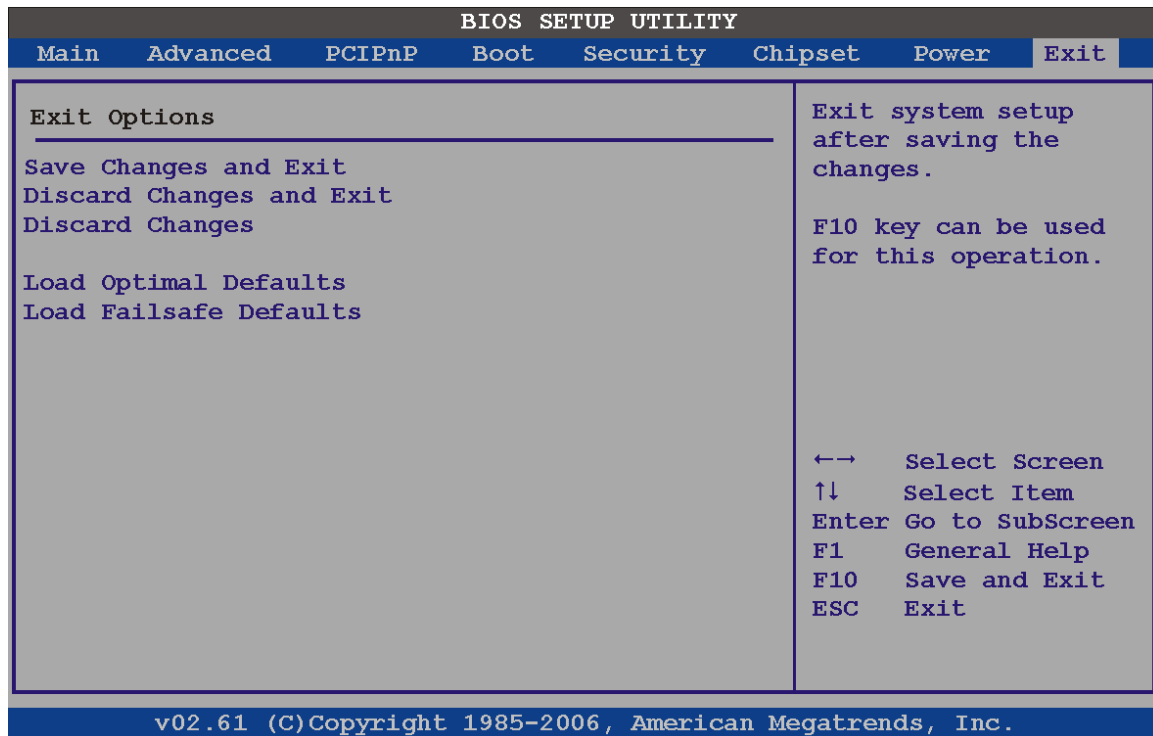 BIOS SETUP UTILITY
Main Advanced PCIPnP Boot Security Chipset Power Exit
Exit Options
Save Changes and Exit
Discard Changes and Exit
Discard Changes
Load Optimal Defaults
Load Failsafe Defaults
Exit system setup
after saving the
changes.
F10 key can be used
for this operation.
←→ Select Screen
↑↓ Select Item
Enter Go to SubScreen
F1 General Help
F10 Save and Exit
ESC Exit
v02.61 (C)Copyright 1985-2006, American Megatrends, Inc.